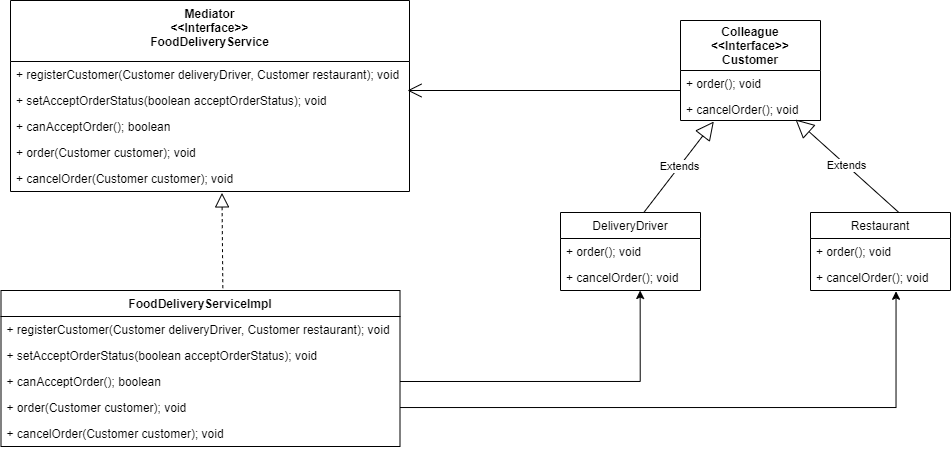 Mediator
<<Interface>>
FoodDeliveryService
+ registerCustomer(Customer deliveryDriver, Customer restaurant); void
+ setAcceptOrderStatus(boolean acceptOrderStatus); void
+ canAcceptOrder(); boolean
+ order(Customer customer); void
+ cancelOrder(Customer customer); void
Colleague
<<Interface>>
Customer
+ order(); void
+ cancelOrder(); void
Extends
Extends
DeliveryDriver
+ order(); void
+ cancelOrder(); void
Restaurant
+ order(); void
+ cancelOrder(); void
FoodDeliveryServiceImpl
+ registerCustomer(Customer deliveryDriver, Customer restaurant); void
+ setAcceptOrderStatus(boolean acceptOrderStatus); void
+ canAcceptOrder(); boolean
+ order(Customer customer); void
+ cancelOrder(Customer customer); void